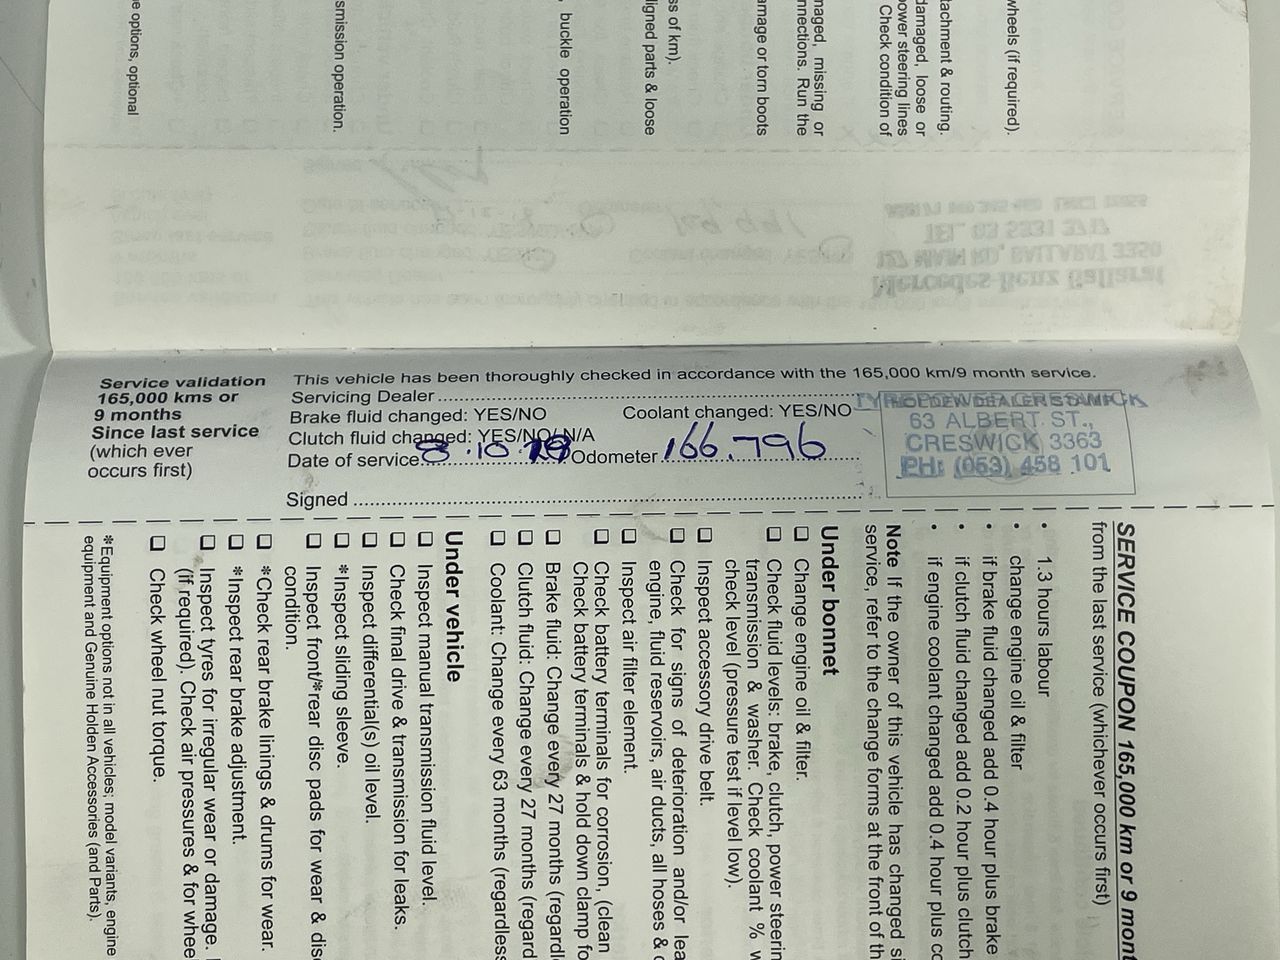 Service validation
165,000 kms or
9 months
Since last service
(which ever
occurs first)
This vehicle has been thoroughly checked in accordance with the 165,000 km/9 month service.
Servicing Dealer
Brake fluid changed: YES/NO Coolant changed: YES/NO
Clutch fluid changed: YES/NO/ N/A
Date of service 8.10. Odometer 166.796
Signed
HOLDEN DEALER STAMP
63 ALBERT ST.,
CRESWICK 3363
PH: (053) 458 101
SERVICE COUPON 165,000 km or 9 mont
from the last service (whichever occurs first)
• 1.3 hours labour
• change engine oil & filter
• if brake fluid changed add 0.4 hour plus brake
• if clutch fluid changed add 0.2 hour plus clutch
• if engine coolant changed add 0.4 hour plus co
Note If the owner of this vehicle has changed si
service, refer to the change forms at the front of th
Under bonnet
Change engine oil & filter.
Check fluid levels: brake, clutch, power steerin
transmission & washer. Check coolant % w
check level (pressure test if level low).
Inspect accessory drive belt.
Check for signs of deterioration and/or lea
engine, fluid reservoirs, air ducts, all hoses & c
Inspect air filter element.
Check battery terminals for corrosion, (clean
Check battery terminals & hold down clamp fo
Brake fluid: Change every 27 months (regardl
Clutch fluid: Change every 27 months (regard
Coolant: Change every 63 months (regardless
Under vehicle
Inspect manual transmission fluid level.
Check final drive & transmission for leaks.
Inspect differential(s) oil level.
*Inspect sliding sleeve.
Inspect front/*rear disc pads for wear & disc
condition.
*Check rear brake linings & drums for wear.
*Inspect rear brake adjustment.
Inspect tyres for irregular wear or damage.
(if required). Check air pressures & for whee
Check wheel nut torque.
*Equipment options not in all vehicles; model variants, engine
equipment and Genuine Holden Accessories (and Parts).
wheels (if required).
tachment & routing.
damaged, loose or
power steering lines
Check condition of
maged, missing or
nnections. Run the
amage or torn boots
ss of km).
ligned parts & loose
, buckle operation
smission operation.
e options, optional